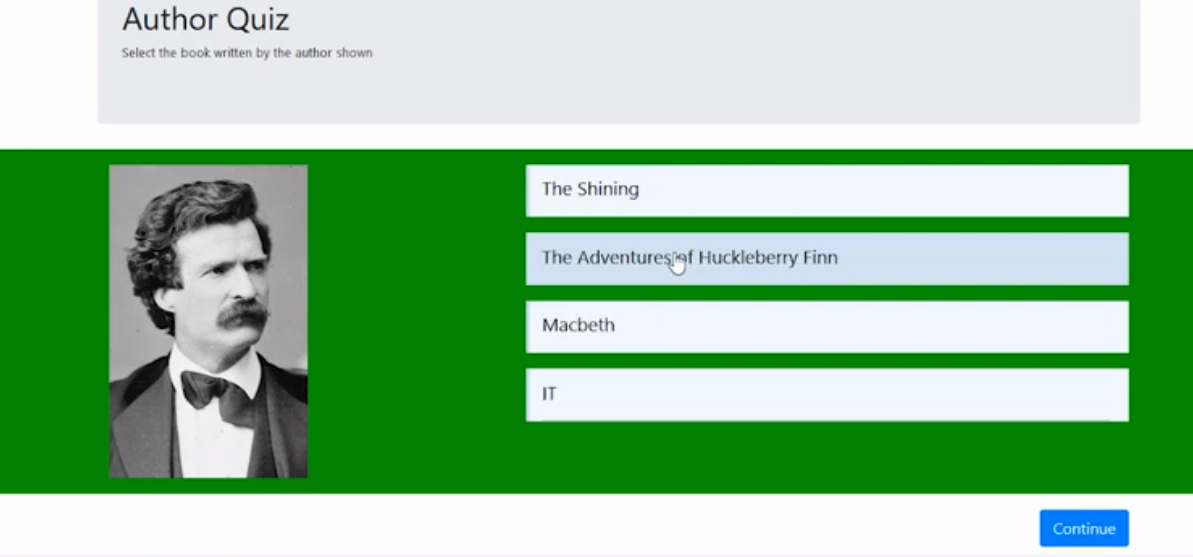 Author Quiz
Select the book written by the author shown
The Shining
The Adventures of Huckleberry Finn
Macbeth
IT
Continue